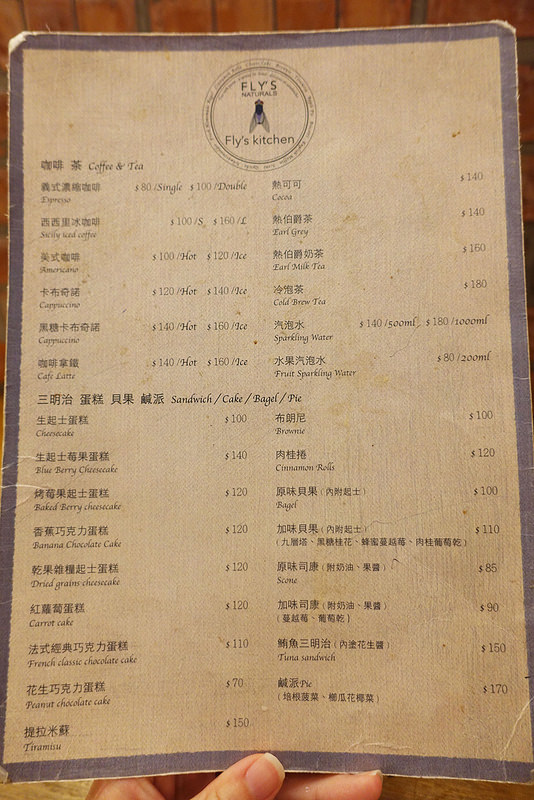 FLY'S
NATURALS
Fly's kitchen
咖啡 茶 Coffee & Tea
義式濃縮咖啡 $80/Single $100/Double
Espresso
西西里冰咖啡 $100/S $160/L
Sicily iced coffee
美式咖啡 $100/Hot $120/Ice
Americano
卡布奇諾 $120/Hot $140/Ice
Cappuccino
黑糖卡布奇諾 $140/Hot $160/Ice
Cappuccino
咖啡拿鐵 $140/Hot $160/Ice
Cafe Latte
熱可可 $140
Cocoa
熱伯爵茶 $140
Earl Grey
熱伯爵奶茶 $160
Earl Milk Tea
冷泡茶 $180
Cold Brew Tea
汽泡水 $140/500ml $180/1000ml
Sparkling Water
水果汽泡水 $80/200ml
Fruit Sparkling Water
三明治 蛋糕 貝果 鹹派 Sandwich/Cake/Bagel/Pie
生起士蛋糕 $100
Cheesecake
生起士莓果蛋糕 $140
Blue Berry Cheesecake
烤莓果起士蛋糕 $120
Baked Berry cheesecake
香蕉巧克力蛋糕 $120
Banana Chocolate Cake
乾果雜糧起士蛋糕 $120
Dried grains cheesecake
紅蘿蔔蛋糕 $120
Carrot cake
法式經典巧克力蛋糕 $110
French classic chocolate cake
花生巧克力蛋糕 $70
Peanut chocolate cake
提拉米蘇 $150
Tiramisu
布朗尼 $100
Brownie
肉桂捲 $120
Cinnamon Rolls
原味貝果(內附起士) $100
Bagel
加味貝果(內附起士) $110
(九層塔、黑糖桂花、蜂蜜蔓越莓、肉桂葡萄乾)
原味司康(附奶油、果醬) $85
Scone
加味司康(附奶油、果醬) $90
(蔓越莓、葡萄乾)
鮪魚三明治(內塗花生醬) $150
Tuna sandwich
鹹派Pie $170
(培根菠菜、櫛瓜花椰菜)